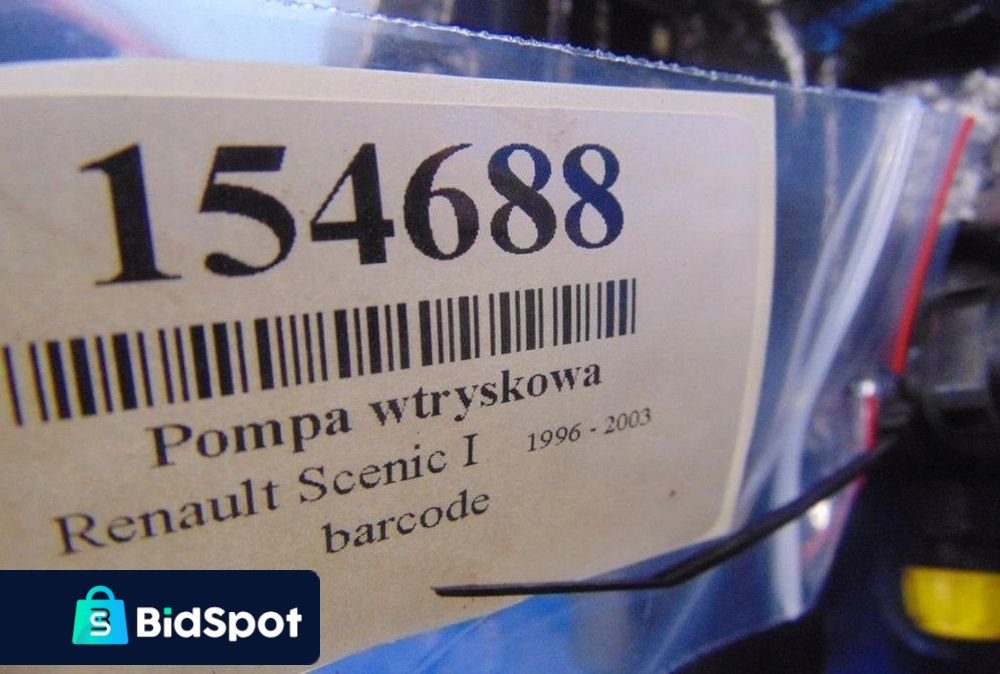 154688
Pompa wtryskowa
Renault Scenic I 1996 - 2003
barcode
BidSpot